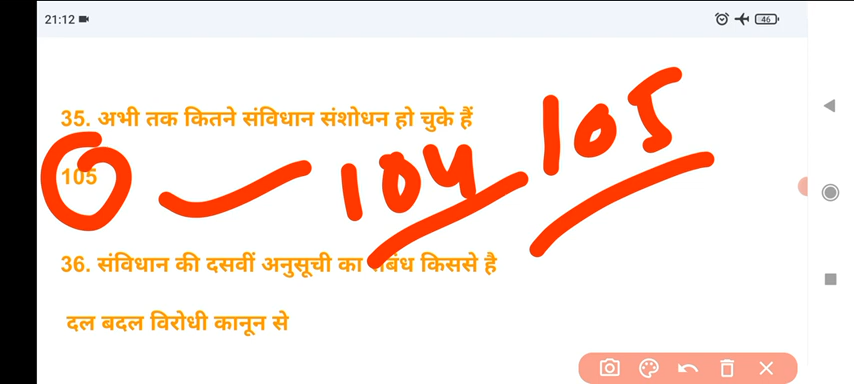 21:12
46
35. अभी तक कितने संविधान संशोधन हो चुके हैं
105
104 105
36. संविधान की दसवीं अनुसूची का संबंध किससे है
दल बदल विरोधी कानून से